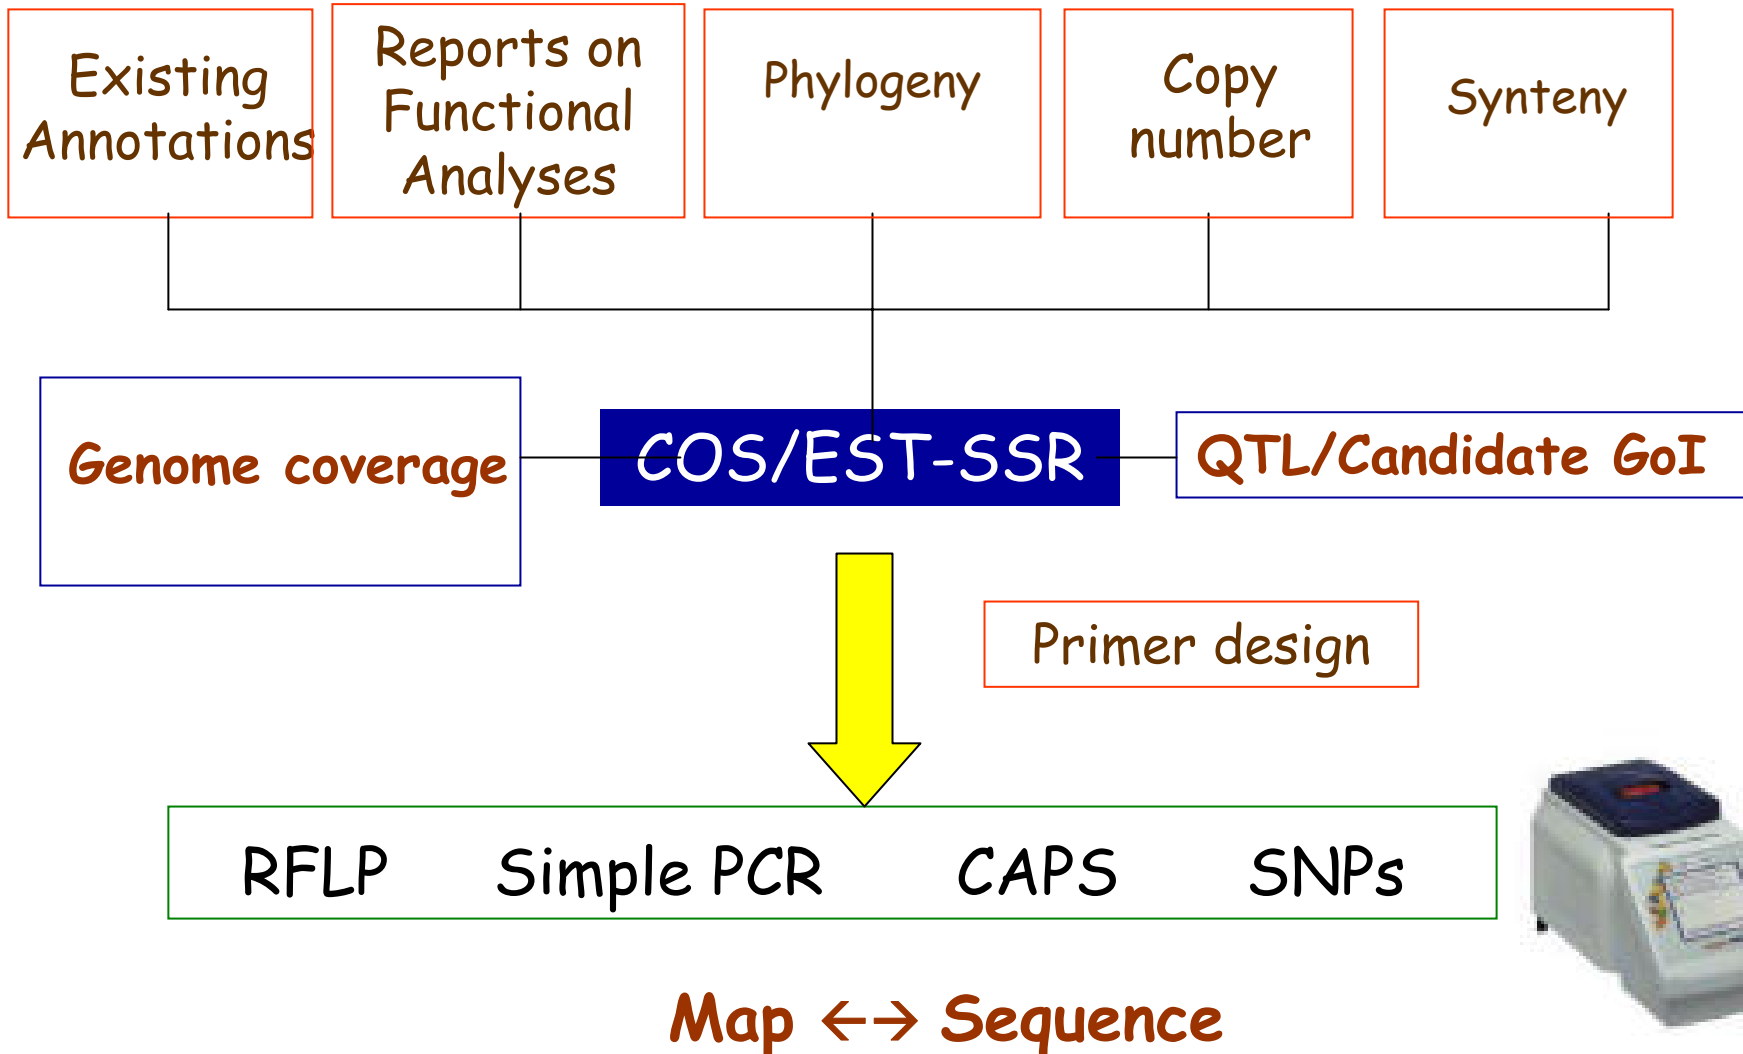 Existing
Annotations
Reports on
Functional
Analyses
Phylogeny
Copy
number
Synteny
Genome coverage
COS/EST-SSR
QTL/Candidate GoI
Primer design
RFLP Simple PCR CAPS SNPs
Map ←→ Sequence